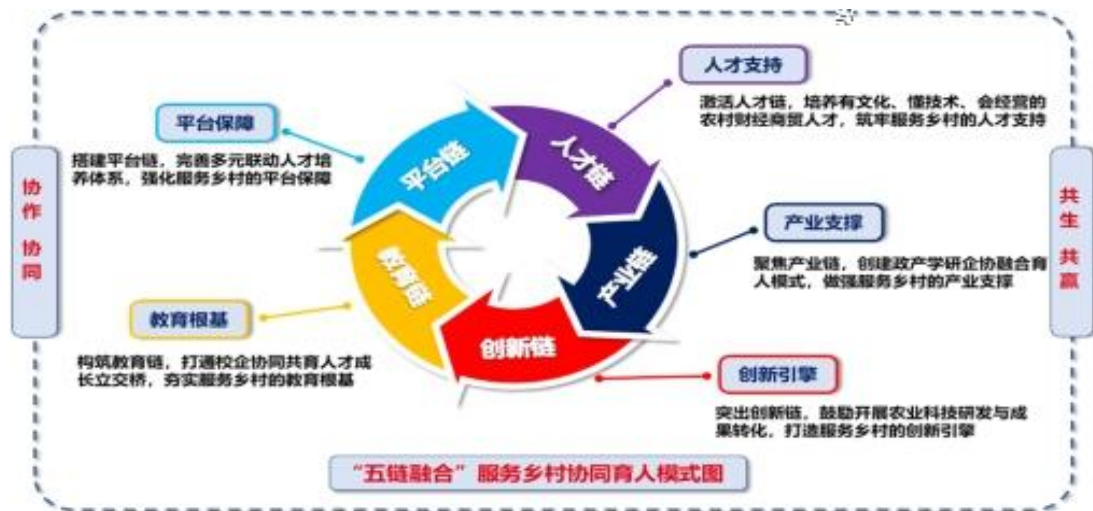 人才支持
激活人才链，培养有文化、懂技术、会经营的
农村财经商贸人才，筑牢服务乡村的人才支持
平台保障
搭建平台链，完善多元联动人才培
养体系，强化服务乡村的平台保障
平台链
人才链
协作 协同
共生 共赢
产业支撑
聚焦产业链，创建政产学研企协融合育
人模式，做强服务乡村的产业支撑
教育链
产业链
创新链
教育根基
构筑教育链，打通校企协同共育人才成
长立交桥，夯实服务乡村的教育根基
创新引擎
突出创新链，鼓励开展农业科技研发与成
果转化，打造服务乡村的创新引擎
“五链融合”服务乡村协同育人模式图